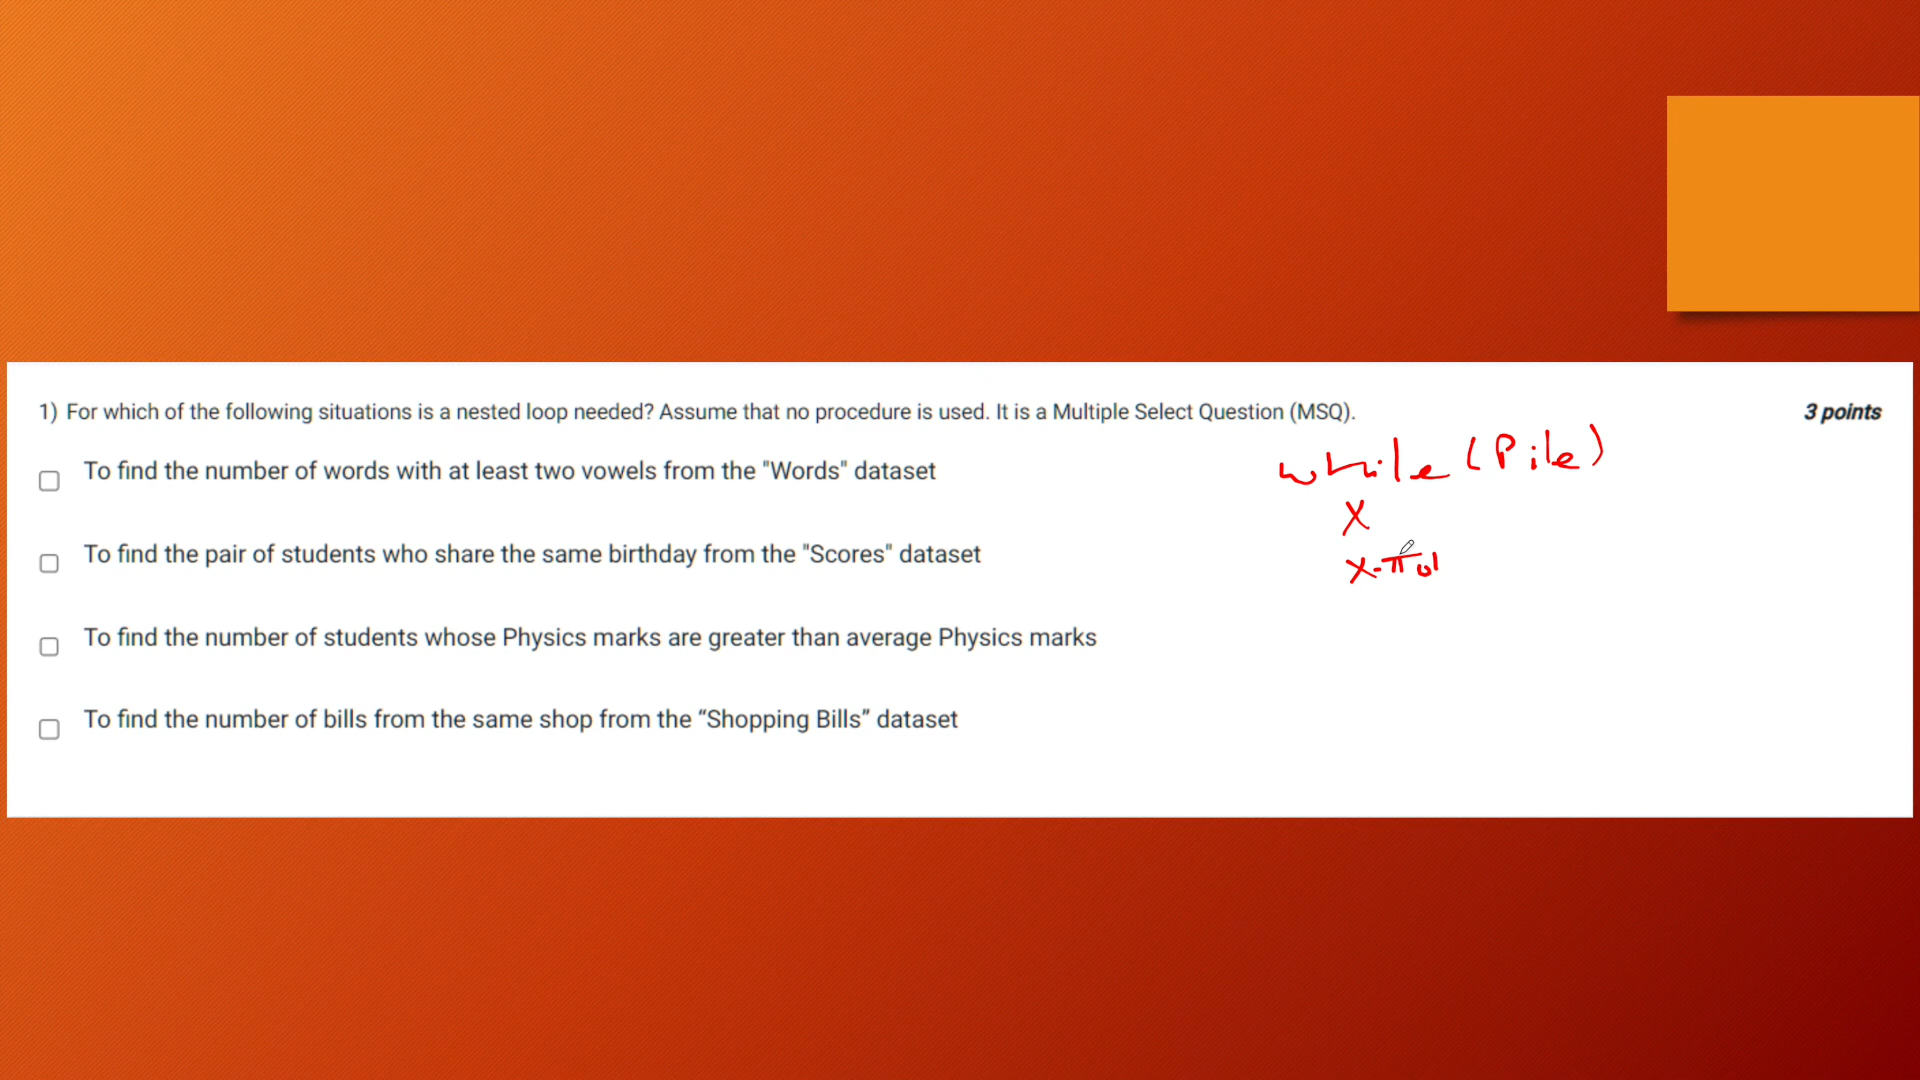 1) For which of the following situations is a nested loop needed? Assume that no procedure is used. It is a Multiple Select Question (MSQ).
3 points
To find the number of words with at least two vowels from the "Words" dataset
To find the pair of students who share the same birthday from the "Scores" dataset
To find the number of students whose Physics marks are greater than average Physics marks
To find the number of bills from the same shop from the “Shopping Bills” dataset
while (Pile)
X